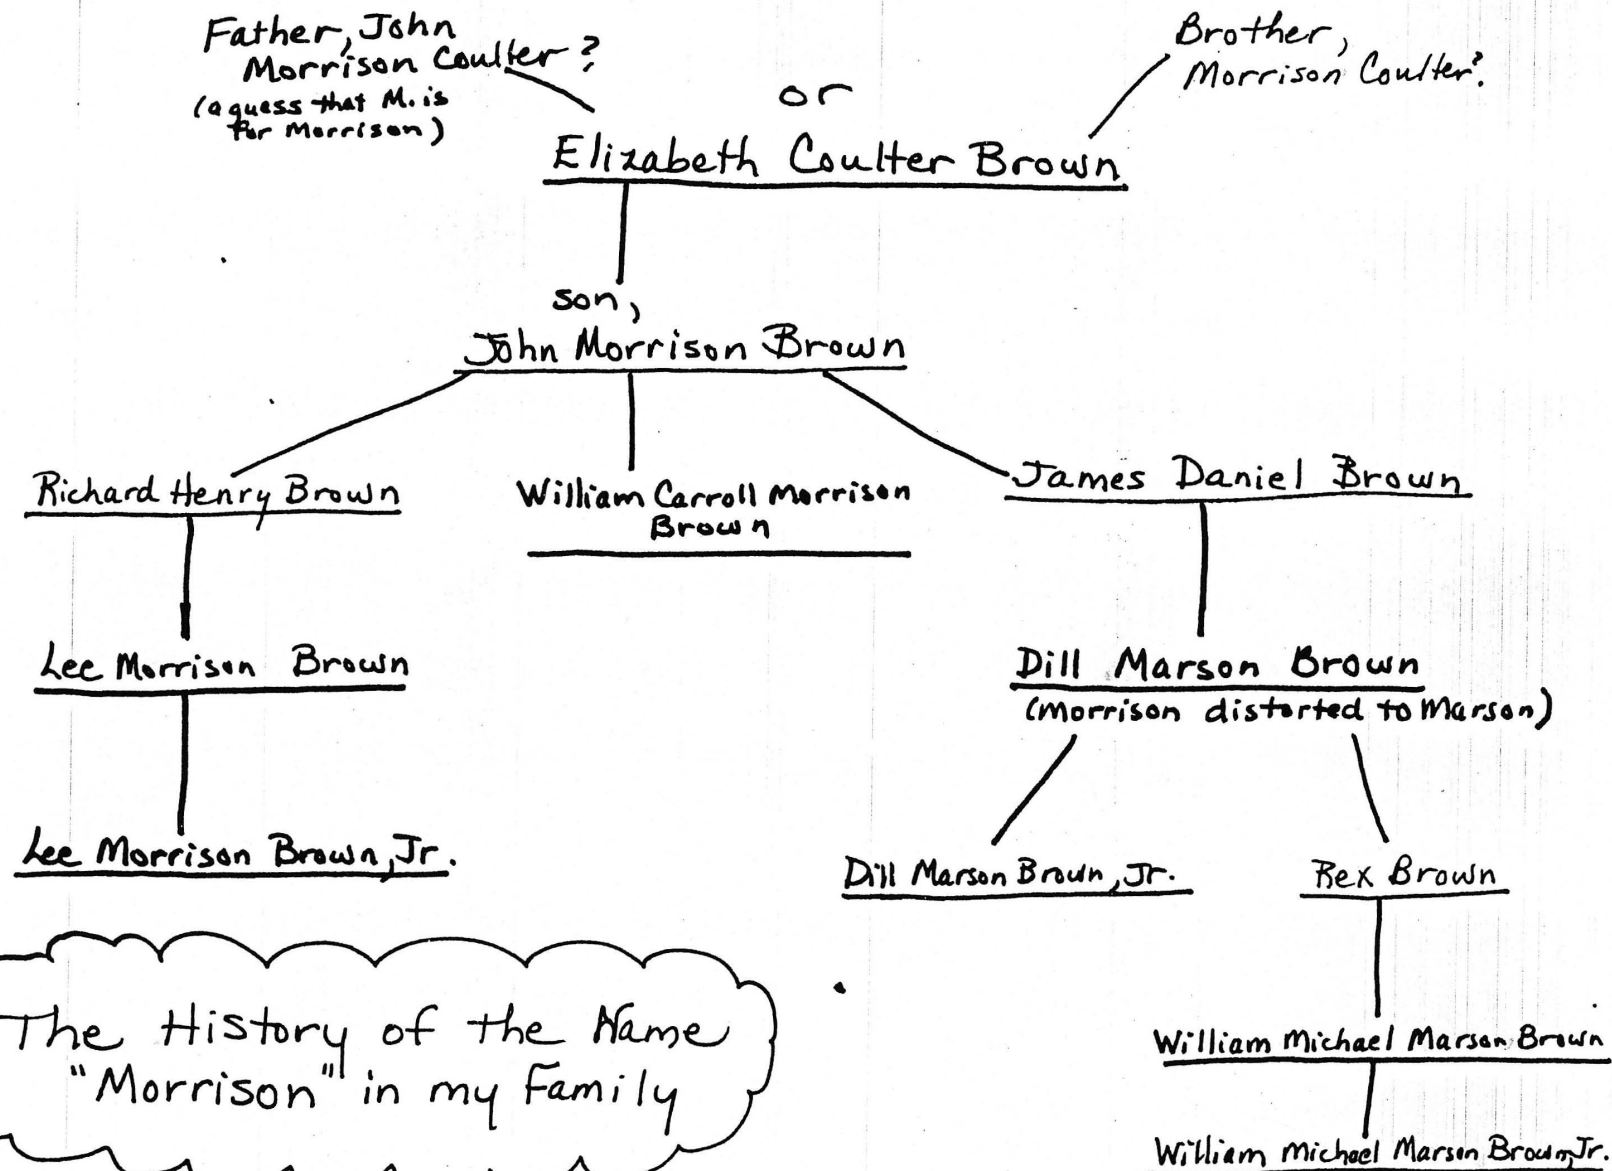 Father, John
Morrison Coulter?
(a guess that M. is
for Morrison)
or
Brother,
Morrison Coulter?
Elizabeth Coulter Brown
son,
John Morrison Brown
Richard Henry Brown
William Carroll Morrison
Brown
James Daniel Brown
Lee Morrison Brown
Dill Marson Brown
(Morrison distorted to Marson)
Lee Morrison Brown, Jr.
Dill Marson Brown, Jr.
Rex Brown
The History of the Name
"Morrison" in my Family
William Michael Marson Brown
William Michael Marson Brown, Jr.